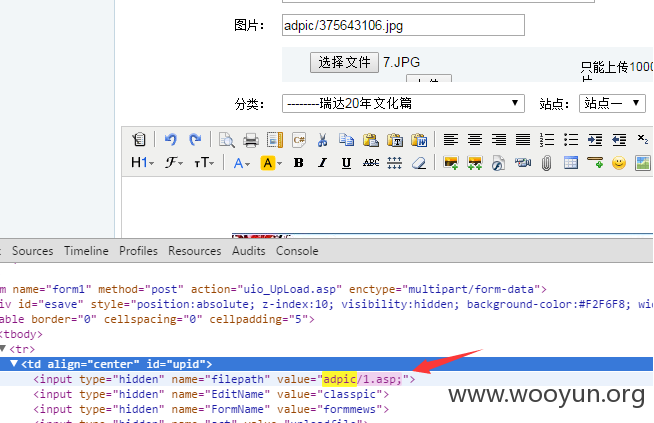 图片： adpic/375643106.jpg
选择文件 7.JPG
只能上传1000
分类： --------瑞达20年文化篇 站点： 站点一
H1 F тT A A B I U ABC
Sources Timeline Profiles Resources Audits Console
m name="form1" method="post" action="uio_UpLoad.asp" enctype="multipart/form-data">
iv id="esave" style="position:absolute; z-index:10; visibility:hidden; background-color:#F2F6F8; wi
able border="0" cellspacing="0" cellpadding="5">
<tbody>
<tr>
<td align="center" id="upid">
<input type="hidden" name="filepath" value="adpic/1.asp;">
<input type="hidden" name="EditName" value="classpic">
<input type="hidden" name="FormName" value="formmews">
www.wooyun.org